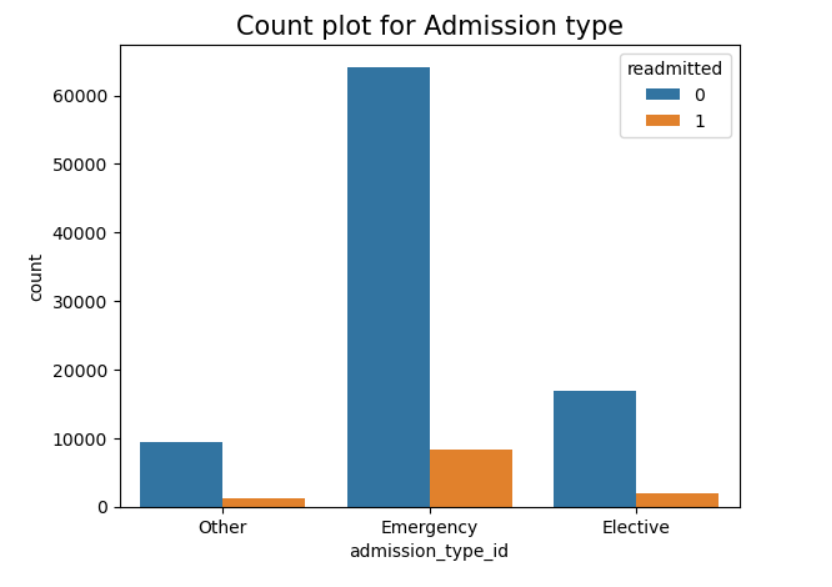 Count plot for Admission type
readmitted
0
1
60000
50000
40000
30000
20000
10000
0
count
Other Emergency Elective
admission_type_id